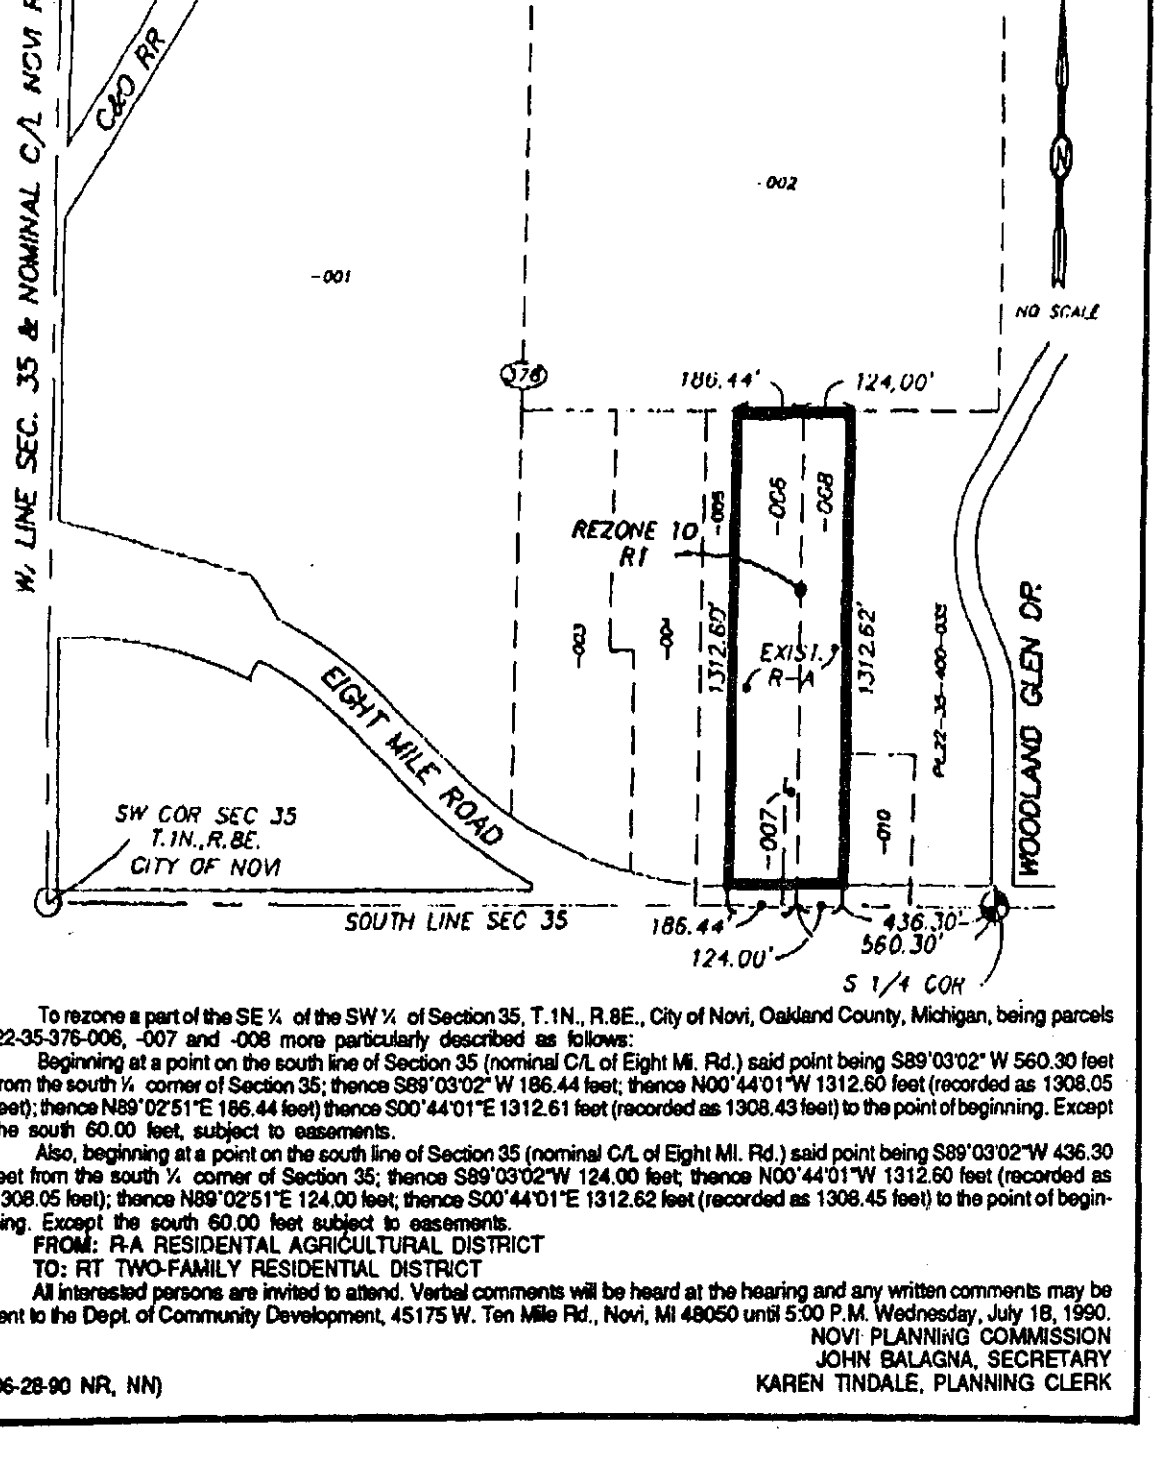 W. LINE SEC. 35 & NOMINAL C/L NOVI R
C&O RR
-002
N
-001
NO SCALE
376
186.44' 124.00'
-005
-006
-008
REZONE TO
RT
-003
-004
1312.60'
EXIST.
R-A
1312.62'
PT.22-35-400-035
WOODLAND GLEN DR.
EIGHT MILE ROAD
-007
-010
SW COR SEC 35
T.1N.,R.8E.
CITY OF NOVI
SOUTH LINE SEC 35
186.44'
436.30'
560.30'
124.00'
S 1/4 COR
To rezone a part of the SE ¼ of the SW ¼ of Section 35, T.1N., R.8E., City of Novi, Oakland County, Michigan, being parcels
22-35-376-006, -007 and -008 more particularly described as follows:
Beginning at a point on the south line of Section 35 (nominal C/L of Eight Mi. Rd.) said point being S89°03'02" W 560.30 feet
rom the south ¼ corner of Section 35; thence S89°03'02" W 186.44 feet; thence N00°44'01"W 1312.60 feet (recorded as 1308.05
eet); thence N89°02'51"E 186.44 feet) thence S00°44'01"E 1312.61 feet (recorded as 1308.43 feet) to the point of beginning. Except
he south 60.00 feet, subject to easements.
Also, beginning at a point on the south line of Section 35 (nominal C/L of Eight MI. Rd.) said point being S89°03'02"W 436.30
eet from the south ¼ corner of Section 35; thence S89°03'02"W 124.00 feet; thence N00°44'01"W 1312.60 feet (recorded as
308.05 feet); thence N89°02'51"E 124.00 feet; thence S00°44'01"E 1312.62 feet (recorded as 1308.45 feet) to the point of begin-
ing. Except the south 60.00 feet subject to easements.
FROM: R-A RESIDENTAL AGRICULTURAL DISTRICT
TO: RT TWO-FAMILY RESIDENTIAL DISTRICT
All interested persons are invited to attend. Verbal comments will be heard at the hearing and any written comments may be
ent to the Dept. of Community Development, 45175 W. Ten Mile Rd., Novi, MI 48050 until 5:00 P.M. Wednesday, July 18, 1990.
NOVI PLANNING COMMISSION
JOHN BALAGNA, SECRETARY
6-28-90 NR, NN) KAREN TINDALE, PLANNING CLERK